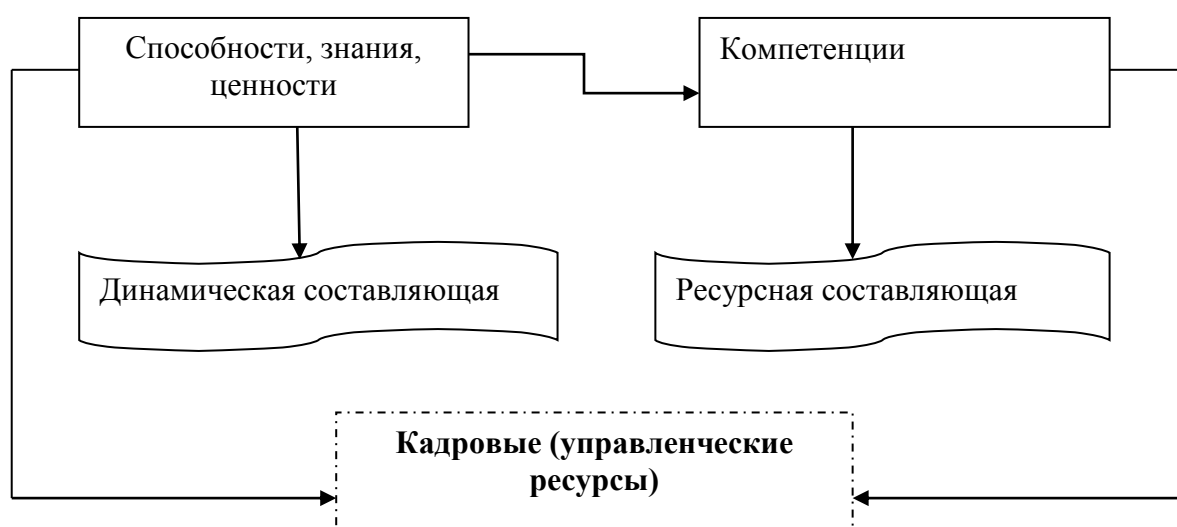 Способности, знания,
ценности
Компетенции
Динамическая составляющая
Ресурсная составляющая
Кадровые (управленческие
ресурсы)